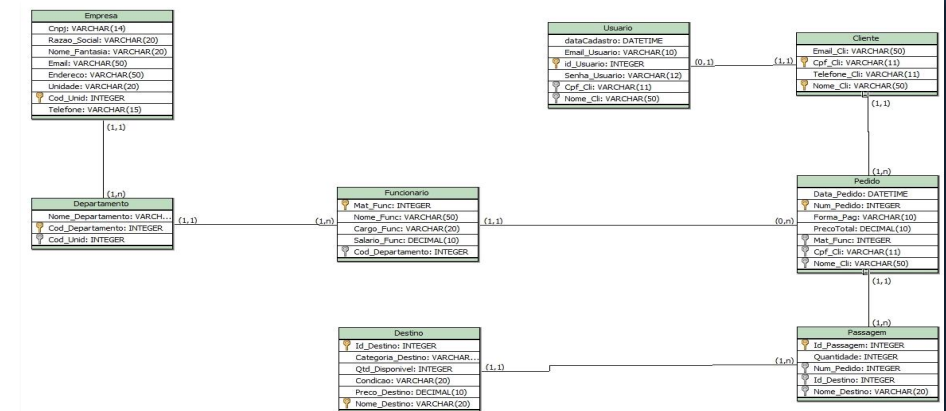 Empresa
Cnpj: VARCHAR(14)
Razao_Social: VARCHAR(20)
Nome_Fantasia: VARCHAR(20)
Email: VARCHAR(50)
Endereco: VARCHAR(50)
Unidade: VARCHAR(20)
Cod_Unid: INTEGER
Telefone: VARCHAR(15)
(1,1)
(1,n)
Departamento
Nome_Departamento: VARCH...
Cod_Departamento: INTEGER
Cod_Unid: INTEGER
(1,1)
(1,n)
Funcionario
Mat_Func: INTEGER
Nome_Func: VARCHAR(50)
Cargo_Func: VARCHAR(20)
Salario_Func: DECIMAL(10)
Cod_Departamento: INTEGER
(1,1)
(0,n)
Usuario
dataCadastro: DATETIME
Email_Usuario: VARCHAR(10)
id_Usuario: INTEGER
Senha_Usuario: VARCHAR(12)
Cpf_Cli: VARCHAR(11)
Nome_Cli: VARCHAR(50)
(0,1)
(1,1)
Cliente
Email_Cli: VARCHAR(50)
Cpf_Cli: VARCHAR(11)
Telefone_Cli: VARCHAR(11)
Nome_Cli: VARCHAR(50)
(1,1)
(1,n)
Pedido
Data_Pedido: DATETIME
Num_Pedido: INTEGER
Forma_Pag: VARCHAR(10)
PrecoTotal: DECIMAL(10)
Mat_Func: INTEGER
Cpf_Cli: VARCHAR(11)
Nome_Cli: VARCHAR(50)
(1,1)
(1,n)
Passagem
Id_Passagem: INTEGER
Quantidade: INTEGER
Num_Pedido: INTEGER
Id_Destino: INTEGER
Nome_Destino: VARCHAR(20)
(1,n)
(1,1)
Destino
Id_Destino: INTEGER
Categoria_Destino: VARCHAR...
Qtd_Disponivel: INTEGER
Condicao: VARCHAR(20)
Preco_Destino: DECIMAL(10)
Nome_Destino: VARCHAR(20)